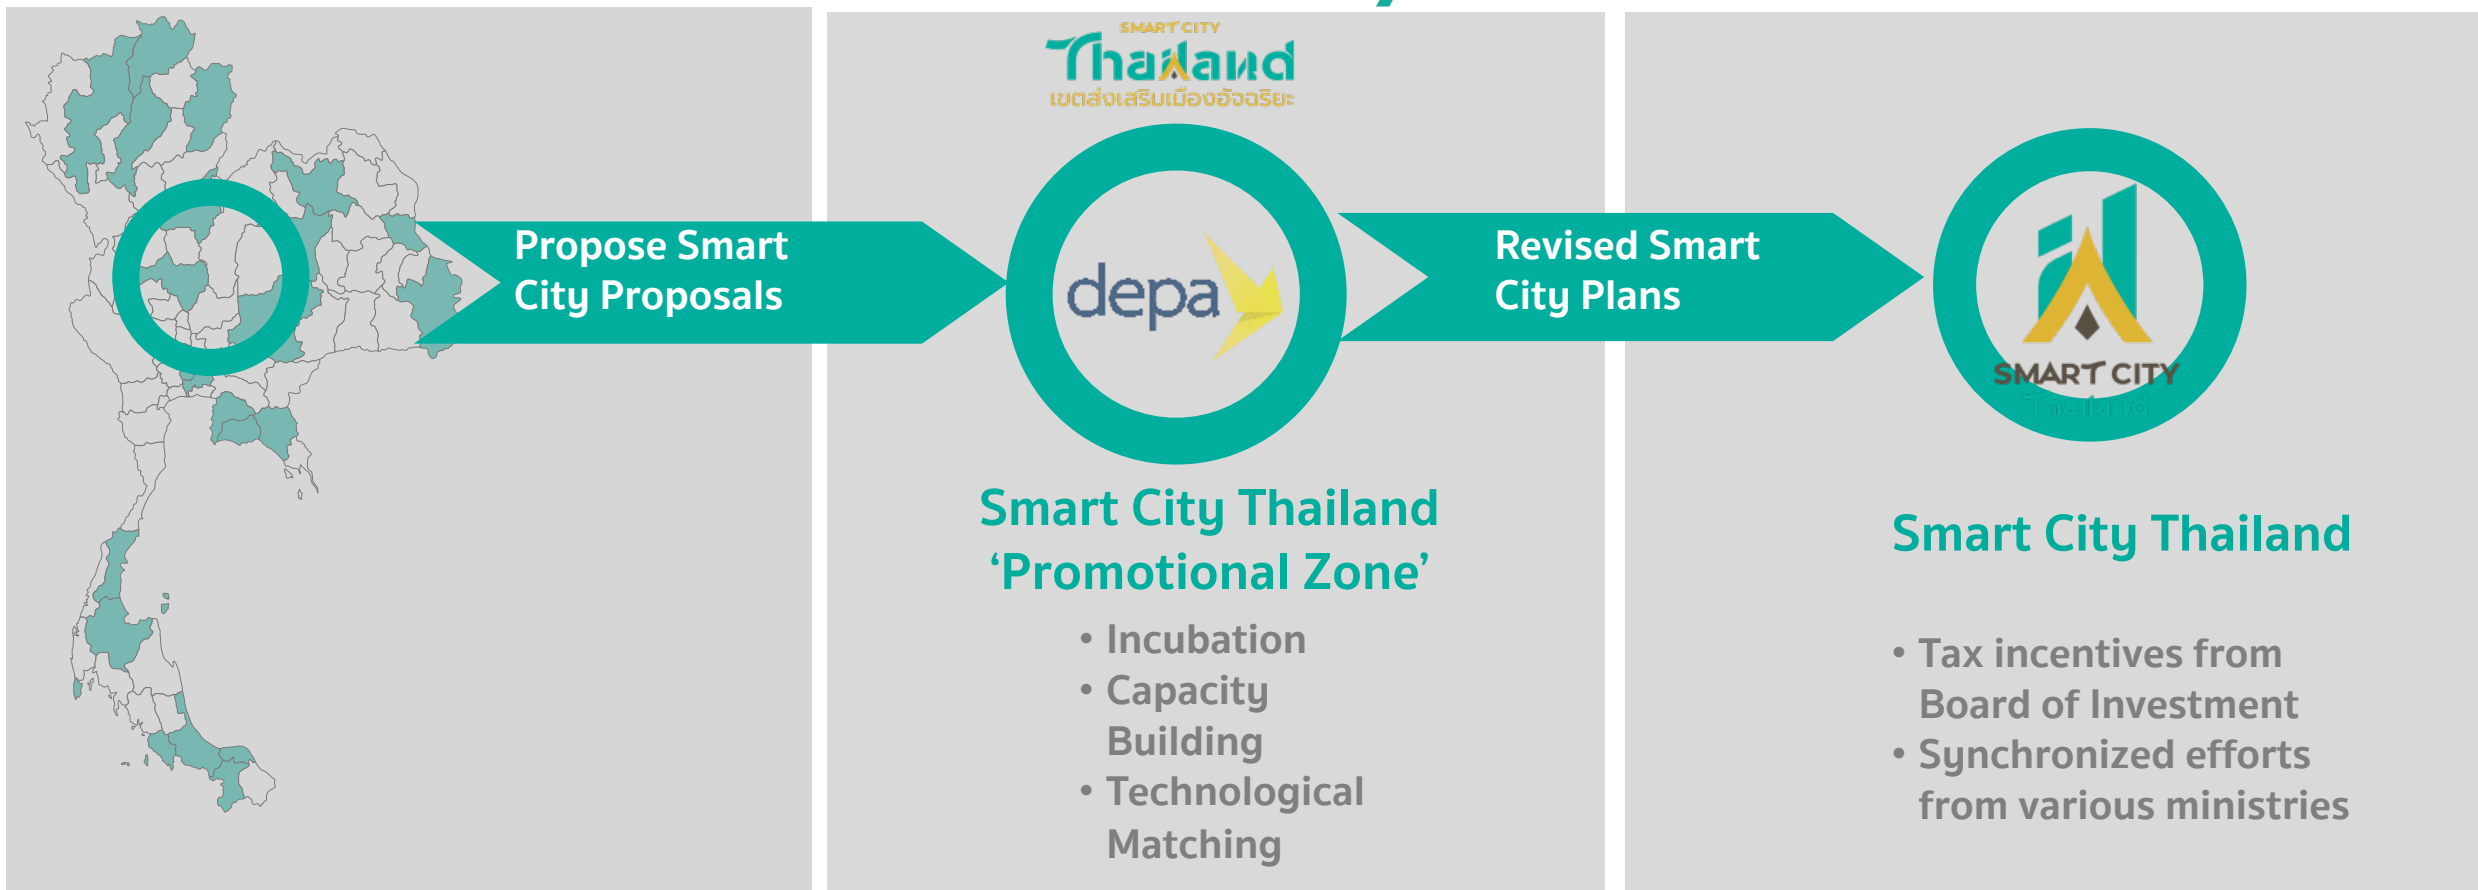 SMART CITY
Thailand
เขตส่งเสริมเมืองอัจฉริยะ
Propose Smart
City Proposals
depa
Revised Smart
City Plans
SMART CITY
Thailand
Smart City Thailand
‘Promotional Zone’
• Incubation
• Capacity
Building
• Technological
Matching
Smart City Thailand
• Tax incentives from
Board of Investment
• Synchronized efforts
from various ministries